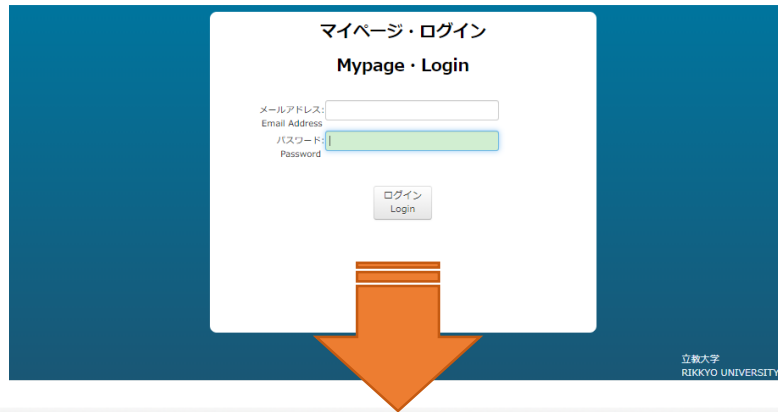 マイページ・ログイン
Mypage・Login
メールアドレス:
Email Address
パスワード:
Password
ログイン
Login
立教大学
RIKKYO UNIVERSITY